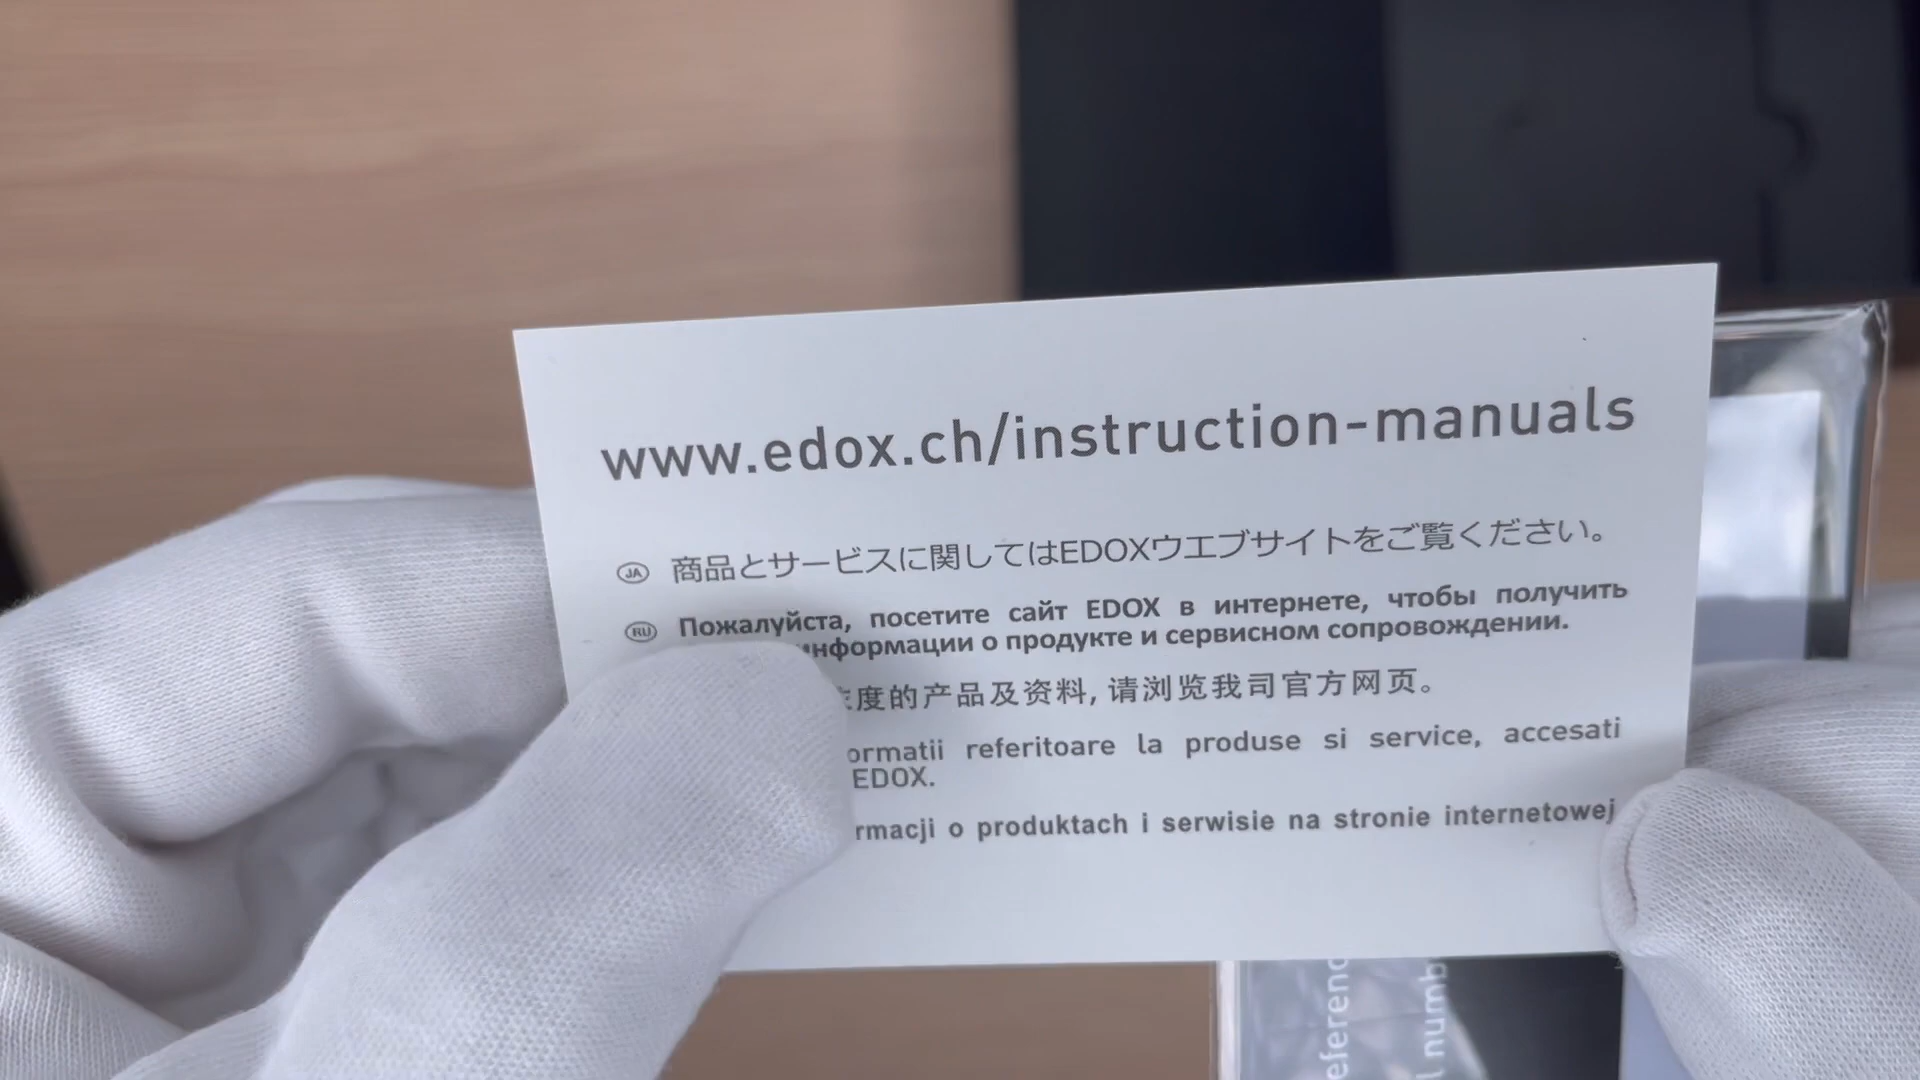 www.edox.ch/instruction-manuals
JA 商品とサービスに関してはEDOXウエブサイトをご覧ください。
RU Пожалуйста, посетите сайт EDOX в интернете, чтобы получить
о продукте и сервисном сопровождении.
度的产品及资料, 请浏览我司官方网页。
referitoare la produse si service, accesati
EDOX.
o produktach i serwisie na stronie internetowej